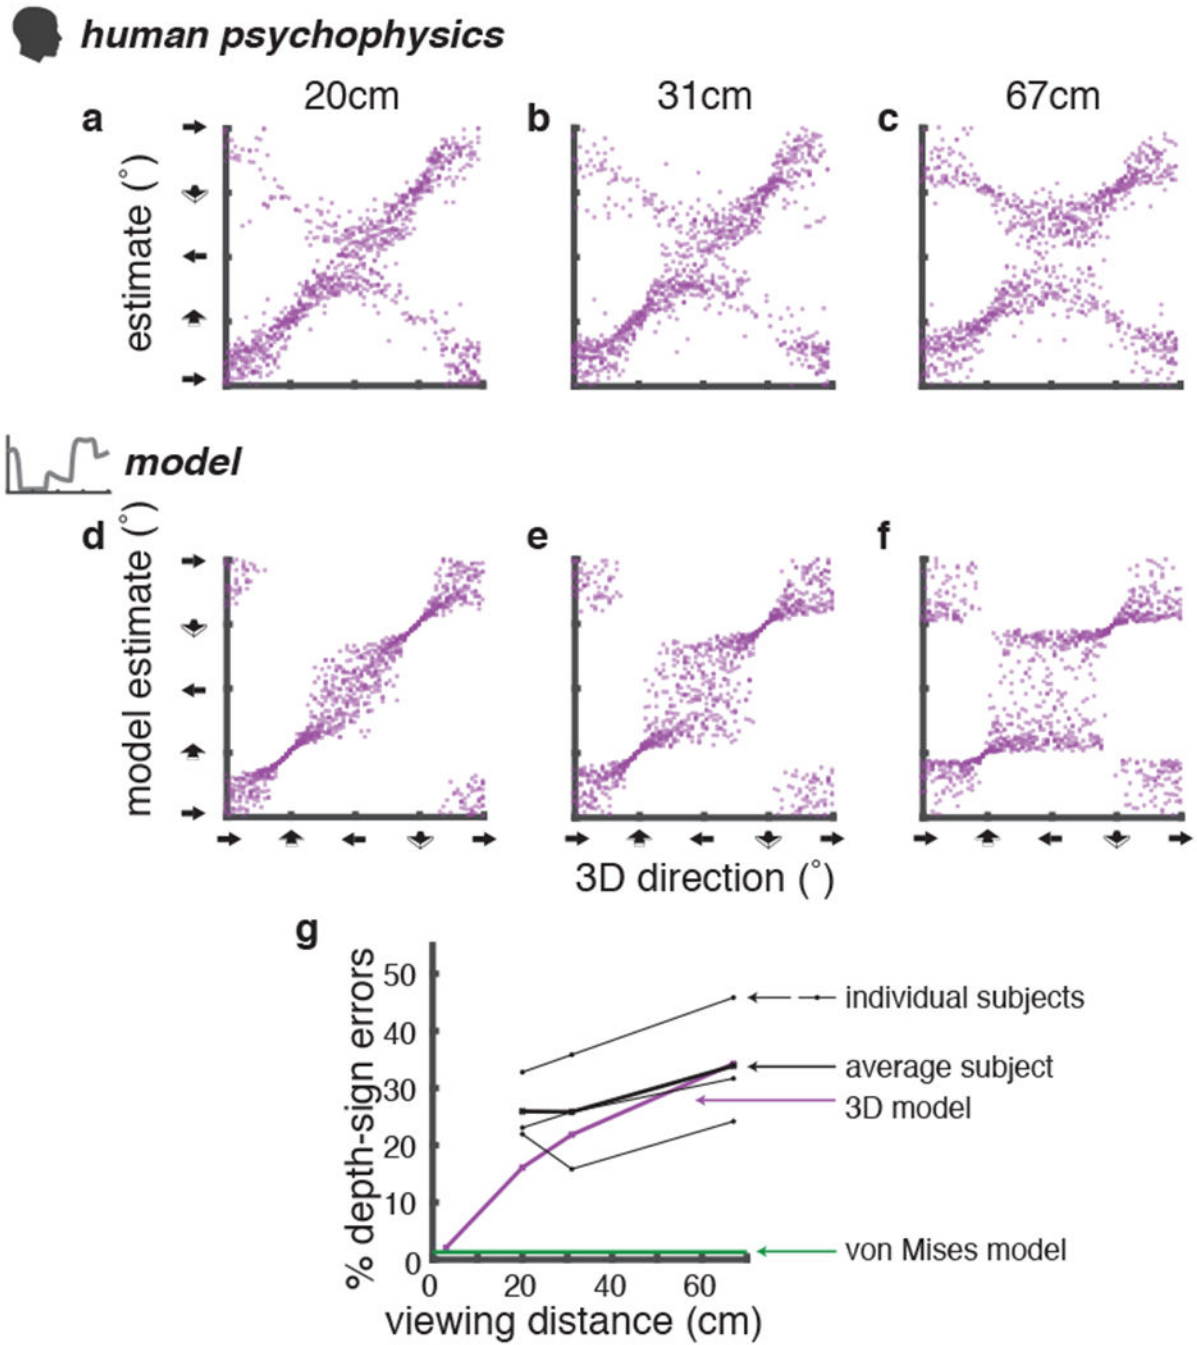 human psychophysics
20cm 31cm 67cm
a b c
estimate (°)
model
d e f
model estimate (°)
3D direction (°)
g
% depth-sign errors
50
40
30
20
10
0
0 20 40 60
viewing distance (cm)
individual subjects
average subject
3D model
von Mises model